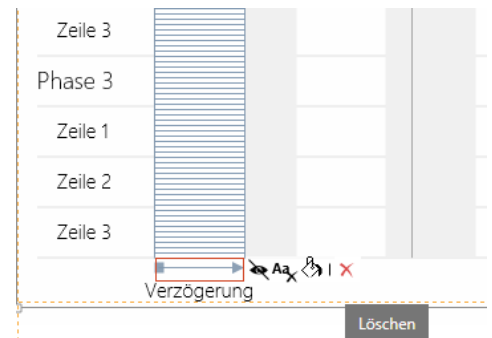 Zeile 3
Phase 3
Zeile 1
Zeile 2
Zeile 3
Aa
Verzögerung
Löschen